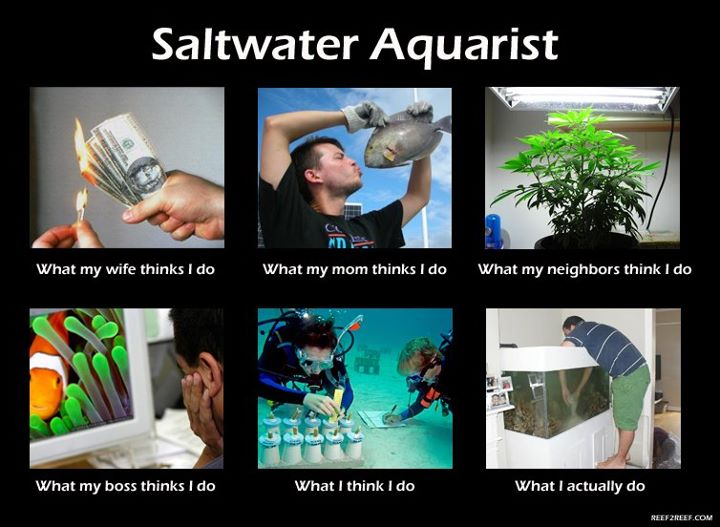 Saltwater Aquarist
What my wife thinks I do
What my mom thinks I do
What my neighbors think I do
What my boss thinks I do
What I think I do
What I actually do
REEF2REEF.COM